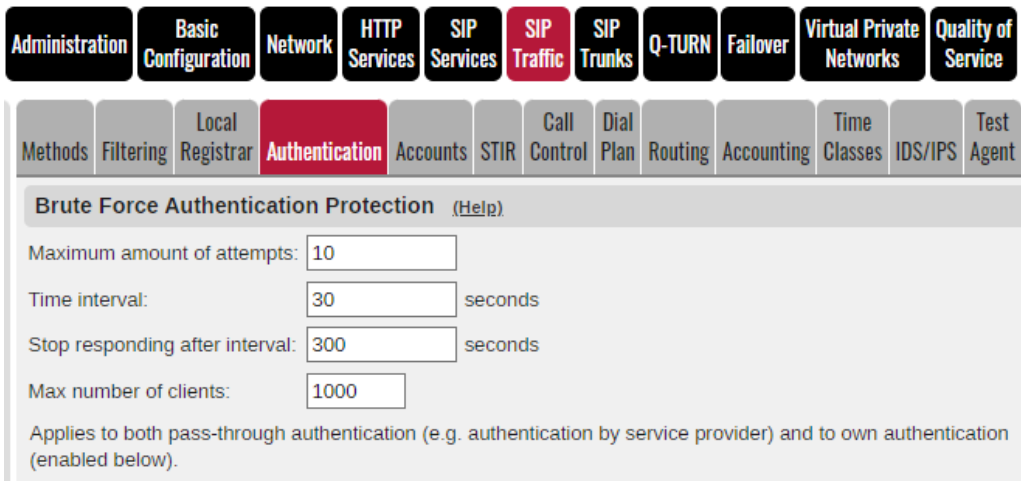 Administration
Basic Configuration
Network
HTTP Services
SIP Services
SIP Traffic
SIP Trunks
Q-TURN
Failover
Virtual Private Networks
Quality of Service
Methods
Filtering
Local Registrar
Authentication
Accounts
STIR
Call Control
Dial Plan
Routing
Accounting
Time Classes
IDS/IPS
Test Agent
Brute Force Authentication Protection (Help)
Maximum amount of attempts: 10
Time interval: 30 seconds
Stop responding after interval: 300 seconds
Max number of clients: 1000
Applies to both pass-through authentication (e.g. authentication by service provider) and to own authentication
(enabled below).